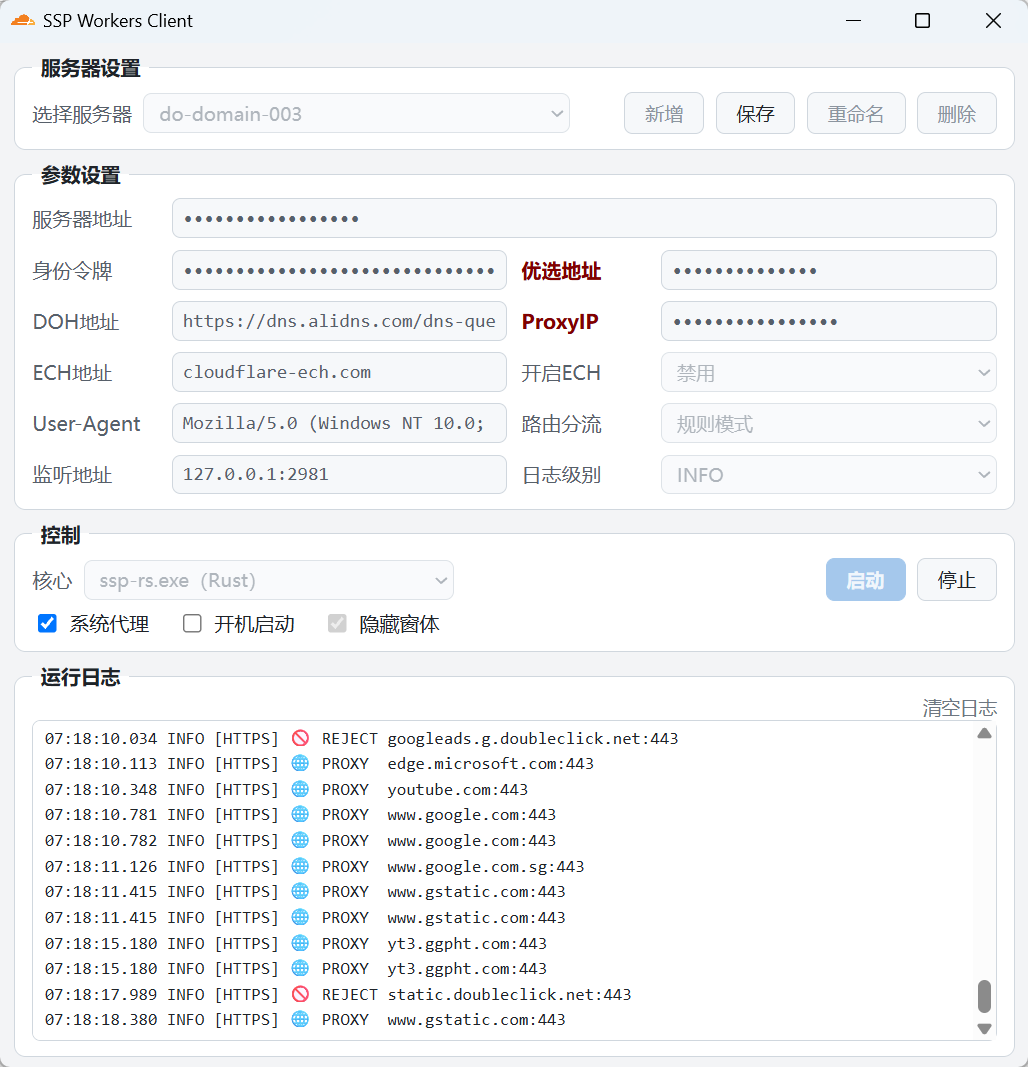 SSP Workers Client
服务器设置
选择服务器 do-domain-003 新增 保存 重命名 删除
参数设置
服务器地址 •••••••••••••••••
身份令牌 •••••••••••••••••••••••••••••• 优选地址 ••••••••••••••
DOH地址 https://dns.alidns.com/dns-que ProxyIP ••••••••••••••••
ECH地址 cloudflare-ech.com 开启ECH 禁用
User-Agent Mozilla/5.0 (Windows NT 10.0; 路由分流 规则模式
监听地址 127.0.0.1:2981 日志级别 INFO
控制
核心 ssp-rs.exe (Rust) 启动 停止
系统代理 开机启动 隐藏窗体
运行日志
清空日志
07:18:10.034 INFO [HTTPS] 🚫 REJECT googleads.g.doubleclick.net:443
07:18:10.113 INFO [HTTPS] 🌐 PROXY edge.microsoft.com:443
07:18:10.348 INFO [HTTPS] 🌐 PROXY youtube.com:443
07:18:10.781 INFO [HTTPS] 🌐 PROXY www.google.com:443
07:18:10.782 INFO [HTTPS] 🌐 PROXY www.google.com:443
07:18:11.126 INFO [HTTPS] 🌐 PROXY www.google.com.sg:443
07:18:11.415 INFO [HTTPS] 🌐 PROXY www.gstatic.com:443
07:18:11.415 INFO [HTTPS] 🌐 PROXY www.gstatic.com:443
07:18:15.180 INFO [HTTPS] 🌐 PROXY yt3.ggpht.com:443
07:18:15.180 INFO [HTTPS] 🌐 PROXY yt3.ggpht.com:443
07:18:17.989 INFO [HTTPS] 🚫 REJECT static.doubleclick.net:443
07:18:18.380 INFO [HTTPS] 🌐 PROXY www.gstatic.com:443